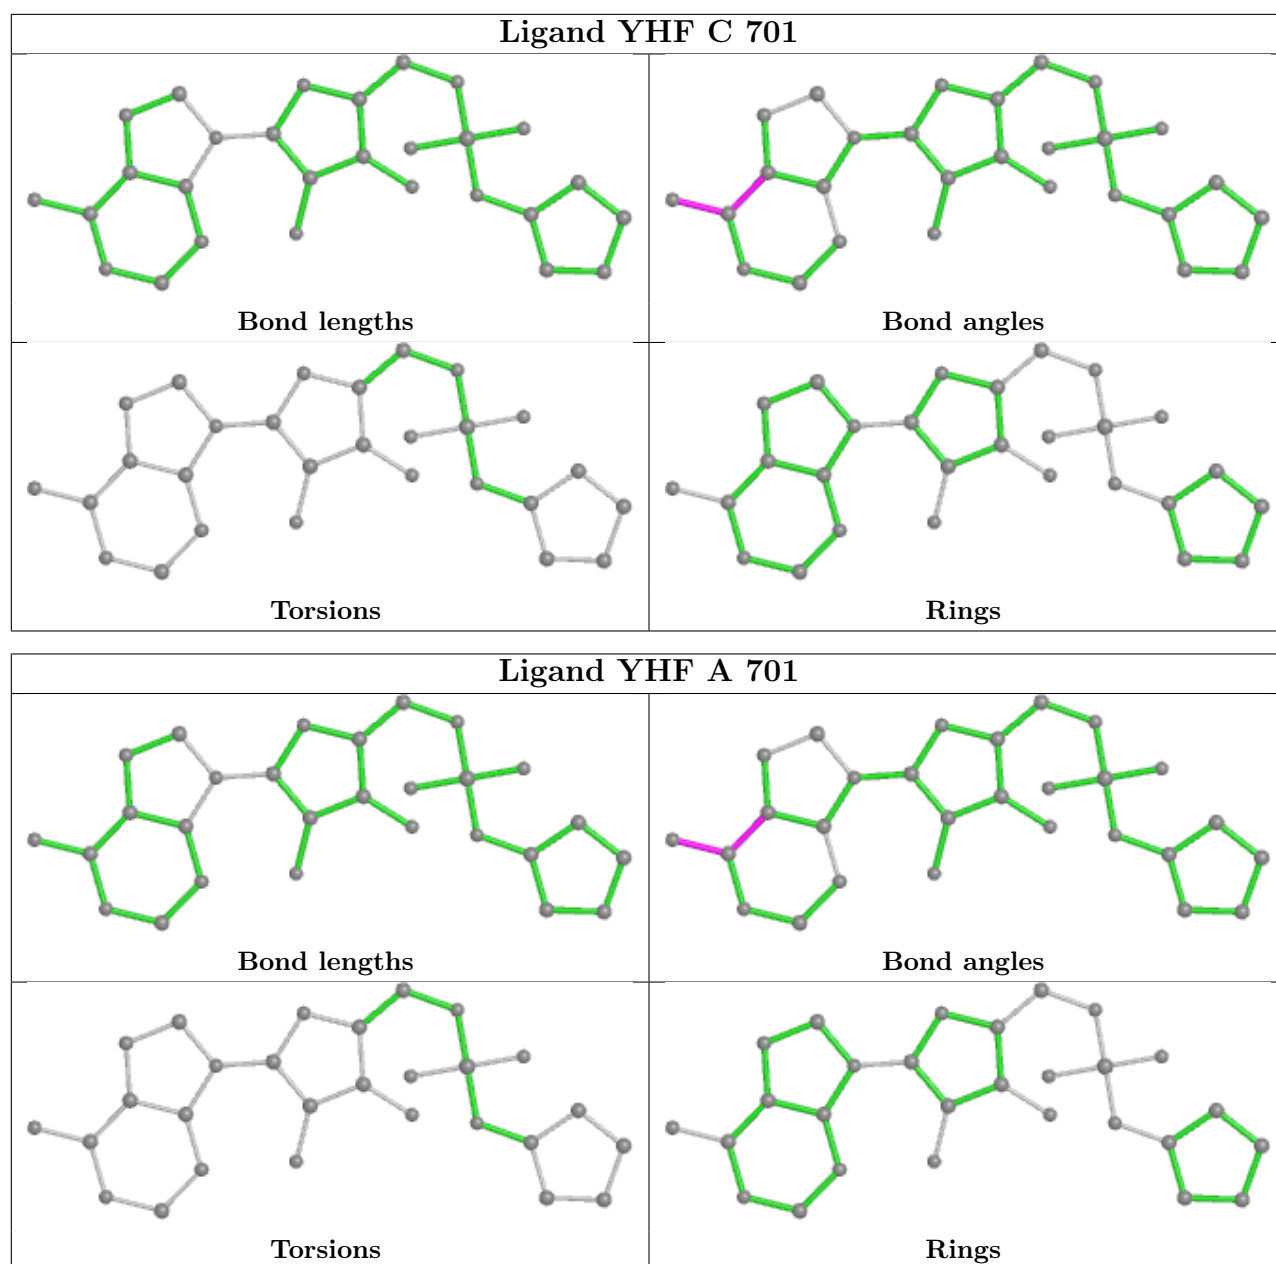 Ligand YHF C 701
Bond lengths
Bond angles
Torsions
Rings
Ligand YHF A 701
Bond lengths
Bond angles
Torsions
Rings